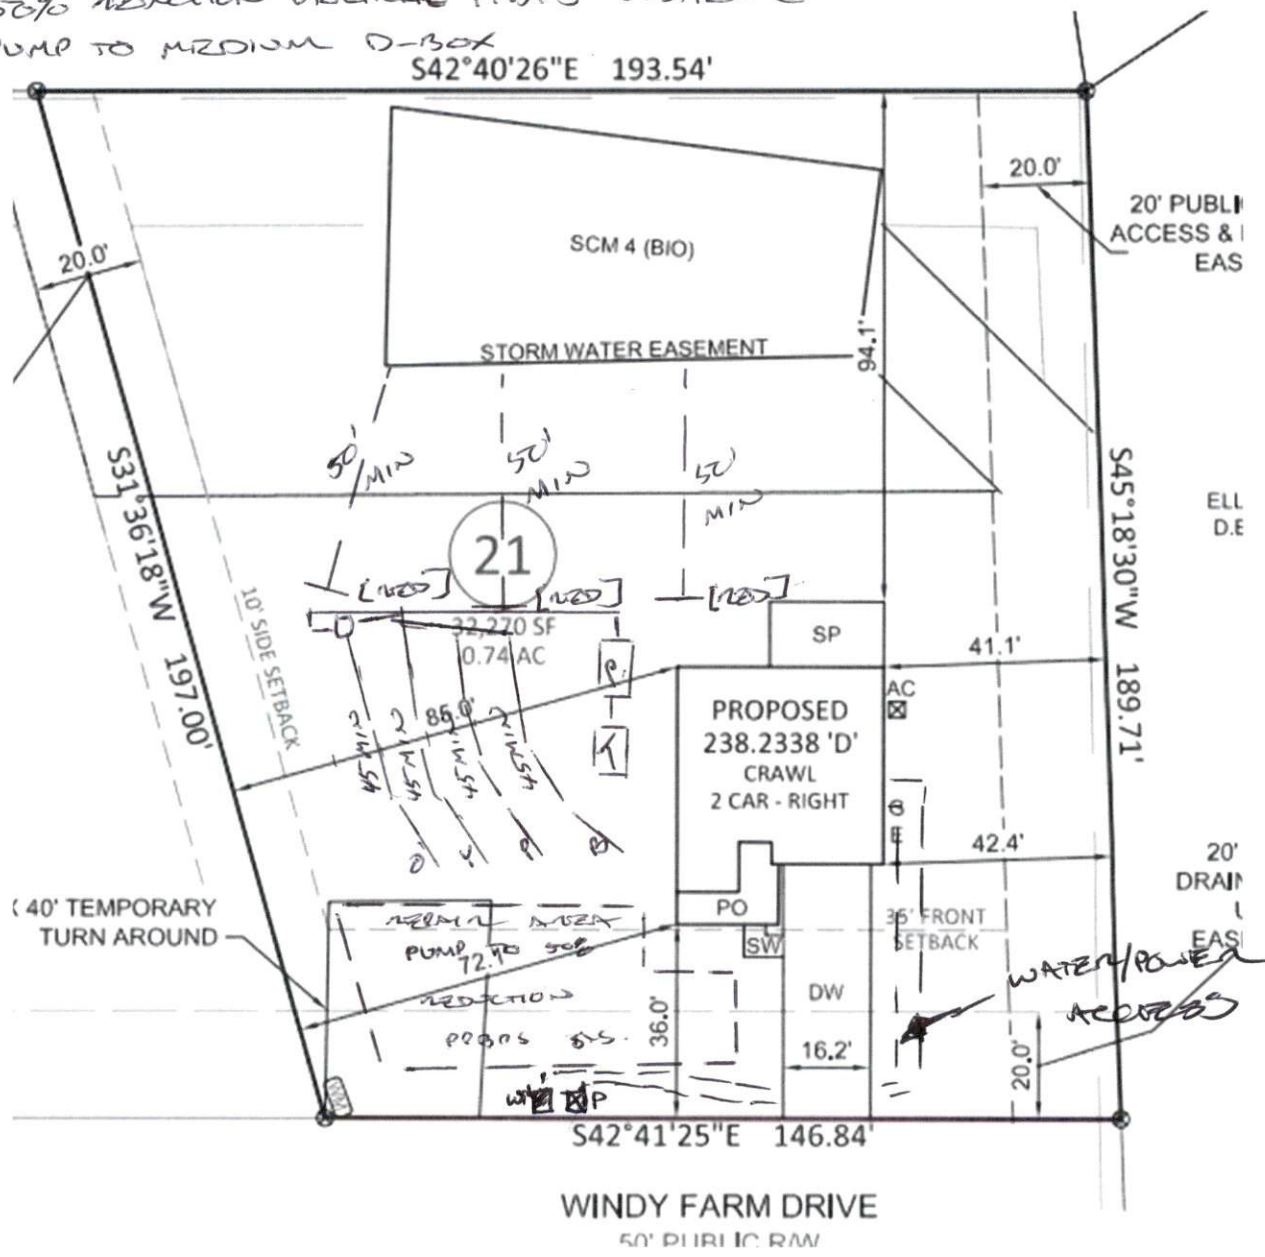 PUMP TO MEDIUM D-BOX
S42°40'26"E 193.54'
20.0'
20' PUBLI
ACCESS &
EAS
SCM 4 (BIO)
20.0'
STORM WATER EASEMENT
94.1'
50' MIN
50' MIN
50' MIN
S31°36'18"W 197.00'
S45°18'30"W 189.71'
ELL
D.E
21
10' SIDE SETBACK
32,270 SF
0.74 AC
SP
41.1'
AC
P.
T
86.0'
PROPOSED
238.2338 'D'
CRAWL
2 CAR - RIGHT
E
42.4'
O
Y
P
B
20'
DRAIN
EAS
40' TEMPORARY
TURN AROUND
REPAIR AREA
PUMP TO 50%
REDUCTION
PPBPS SYS.
PO
SW
35' FRONT
SETBACK
WATER/POWER
ACCESS
DW
36.0'
16.2'
20.0'
P
S42°41'25"E 146.84'
WINDY FARM DRIVE
50' PUBLIC R/W